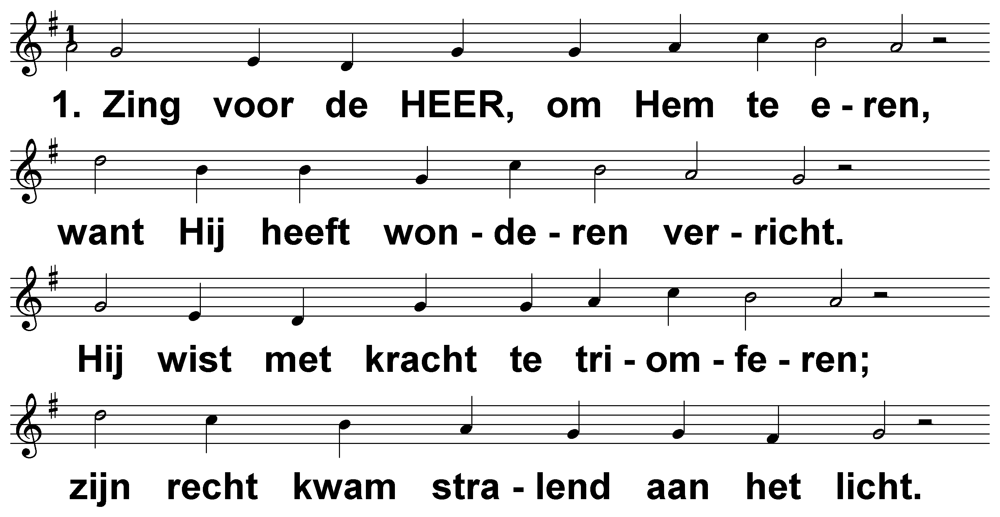 1. Zing voor de HEER, om Hem te e - ren,
want Hij heeft won - de - ren ver - richt.
Hij wist met kracht te tri - om - fe - ren;
zijn recht kwam stra - lend aan het licht.